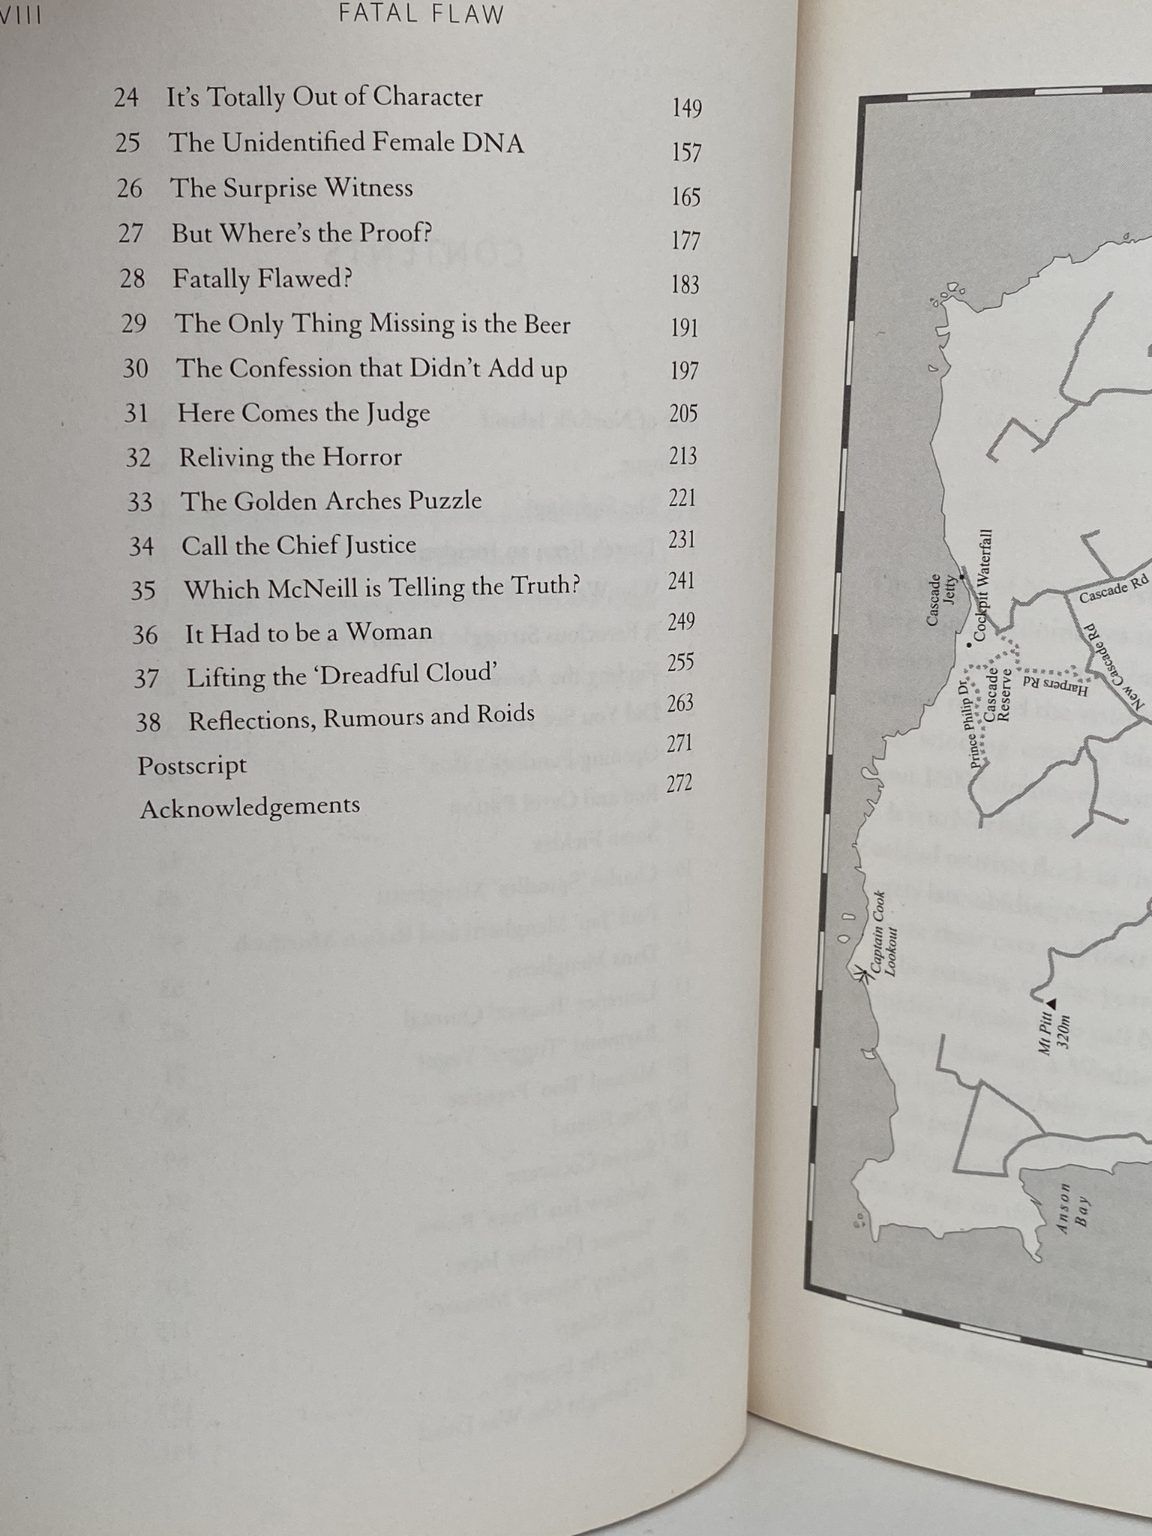 VIII FATAL FLAW
24 It's Totally Out of Character 149
25 The Unidentified Female DNA 157
26 The Surprise Witness 165
27 But Where's the Proof? 177
28 Fatally Flawed? 183
29 The Only Thing Missing is the Beer 191
30 The Confession that Didn't Add up 197
31 Here Comes the Judge 205
32 Reliving the Horror 213
33 The Golden Arches Puzzle 221
34 Call the Chief Justice 231
35 Which McNeill is Telling the Truth? 241
36 It Had to be a Woman 249
37 Lifting the ‘Dreadful Cloud’ 255
38 Reflections, Rumours and Roids 263
Postscript 271
Acknowledgements 272
Cascade
Jetty
Cockpit Waterfall
Cascade Rd
New Cascade Rd
Harpers Rd
Prince Philip Dr
Cascade
Reserve
Captain Cook
Lookout
Mt Pitt
320m
Anson
Bay